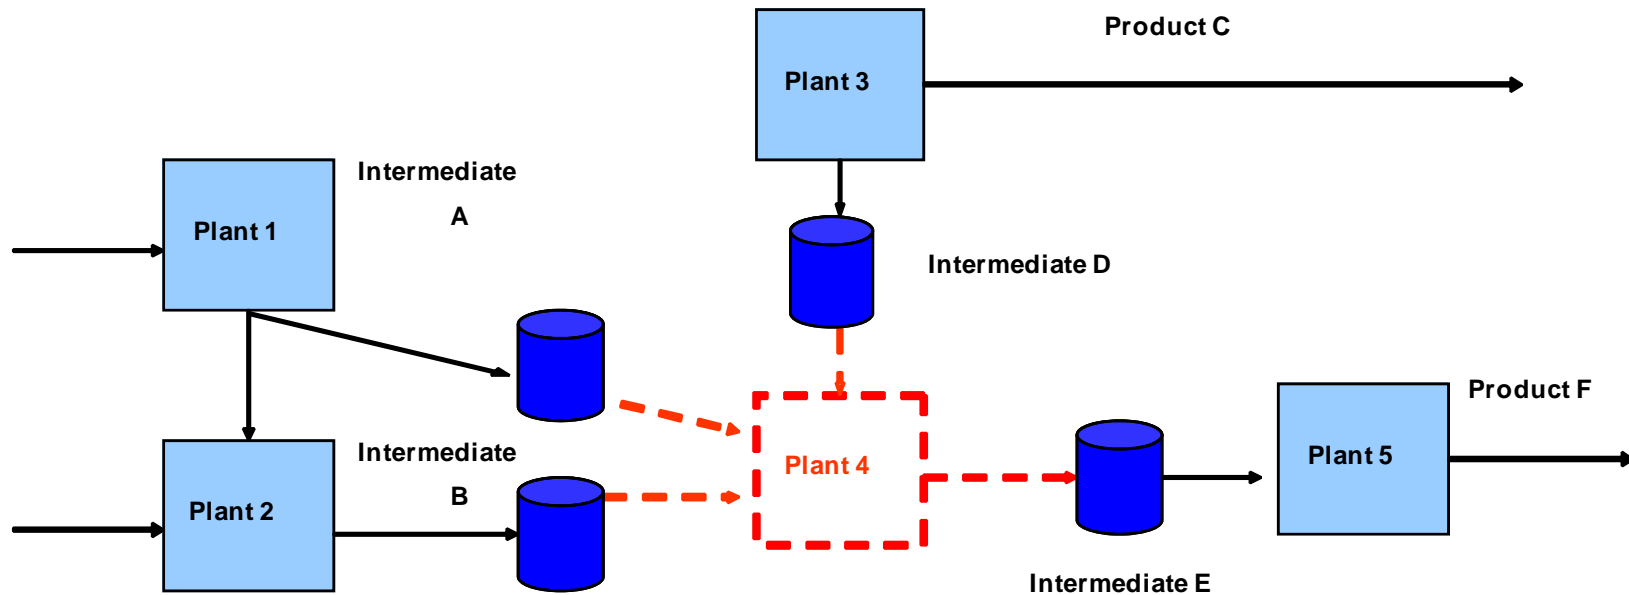 Product C
Plant 3
Intermediate
A
Plant 1
Intermediate D
Product F
Intermediate
B
Plant 4
Plant 5
Plant 2
Intermediate E